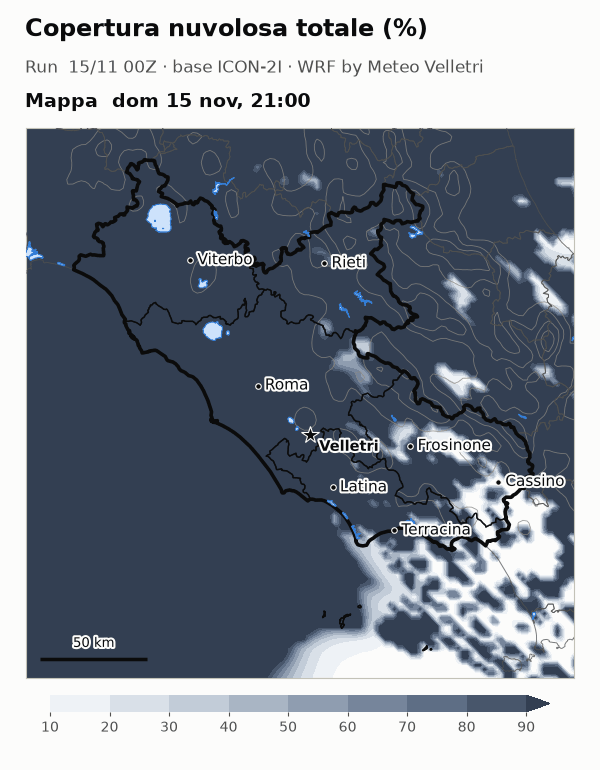 Copertura nuvolosa totale (%)
Run  15/11 00Z · base ICON-2I · WRF by Meteo Velletri
Mappa  dom 15 nov, 21:00
Viterbo
Rieti
Roma
Velletri
Frosinone
Latina
Cassino
Terracina
50 km
10 20 30 40 50 60 70 80 90